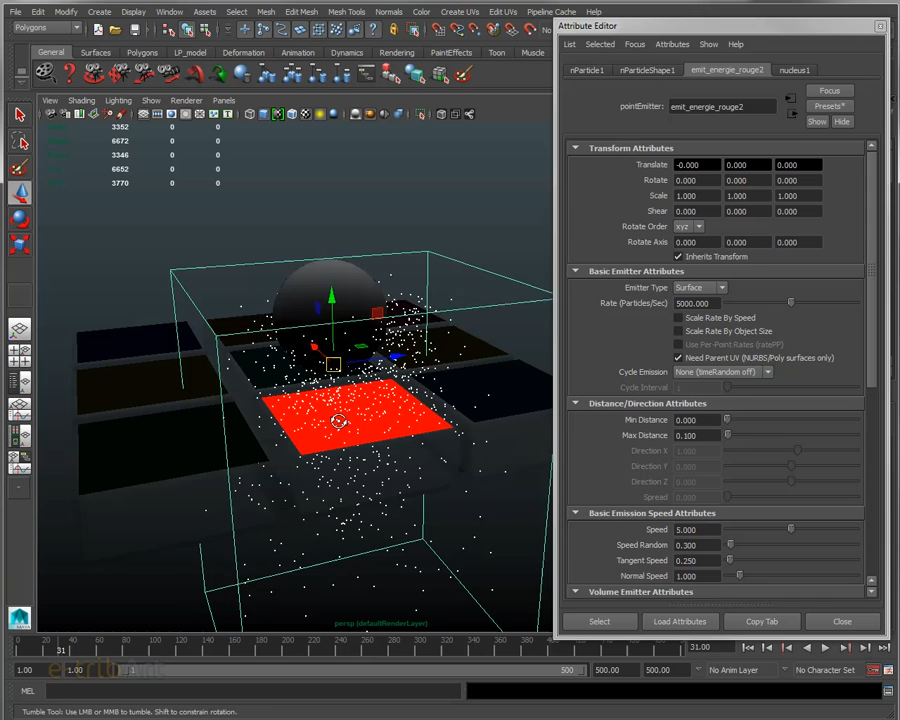 File Edit Modify Create Display Window Assets Select Mesh Edit Mesh Mesh Tools Normals Color Create UVs Edit UVs Pipeline Cache
Attribute Editor
Polygons
List Selected Focus Attributes Show Help
General Surfaces Polygons LP_model Deformation Animation Dynamics Rendering PaintEffects Toon Muscle
nParticle1 nParticleShape1 emit_energie_rouge2 nucleus1
Focus
View Shading Lighting Show Renderer Panels
pointEmitter: emit_energie_rouge2 Presets*
Show Hide
3352 0 0
6672 0 0
3346 0 0
6652 0 0
3770 0 0
Transform Attributes
Translate -0.000 0.000 0.000
Rotate 0.000 0.000 0.000
Scale 1.000 1.000 1.000
Shear 0.000 0.000 0.000
Rotate Order xyz
Rotate Axis 0.000 0.000 0.000
Inherits Transform
Basic Emitter Attributes
Emitter Type Surface
Rate (Particles/Sec) 5000.000
Scale Rate By Speed
Scale Rate By Object Size
Use Per-Point Rates (ratePP)
Need Parent UV (NURBS/Poly surfaces only)
Cycle Emission None (timeRandom off)
Cycle Interval 1
Distance/Direction Attributes
Min Distance 0.000
Max Distance 0.100
Direction X 1.000
Direction Y 0.000
Direction Z 0.000
Spread 0.000
Basic Emission Speed Attributes
Speed 5.000
Speed Random 0.300
Tangent Speed 0.250
Normal Speed 1.000
Volume Emitter Attributes
persp (defaultRenderLayer)
Select Load Attributes Copy Tab Close
20 40 60 80 100 120 140 160 180 200 220 240 260 280 300 320 340 360 380 400 420 440 460 480 500
31 31.00
1.00 1.00 1 500 500.00 500.00 No Anim Layer No Character Set
MEL
Tumble Tool: Use LMB or MMB to tumble. Shift to constrain rotation.